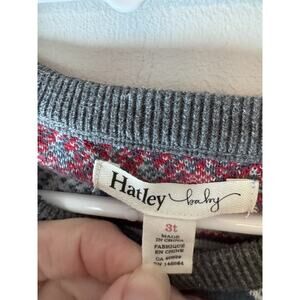 Hatley baby
3t
MADE
IN CHINA
FABRIQUÉ
EN CHINE